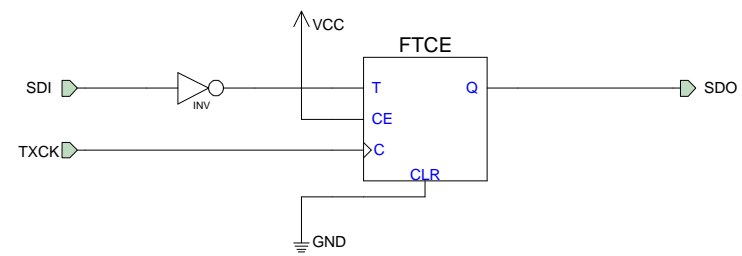 VCC
FTCE
SDI
INV
T
Q
SDO
CE
TXCK
C
CLR
GND